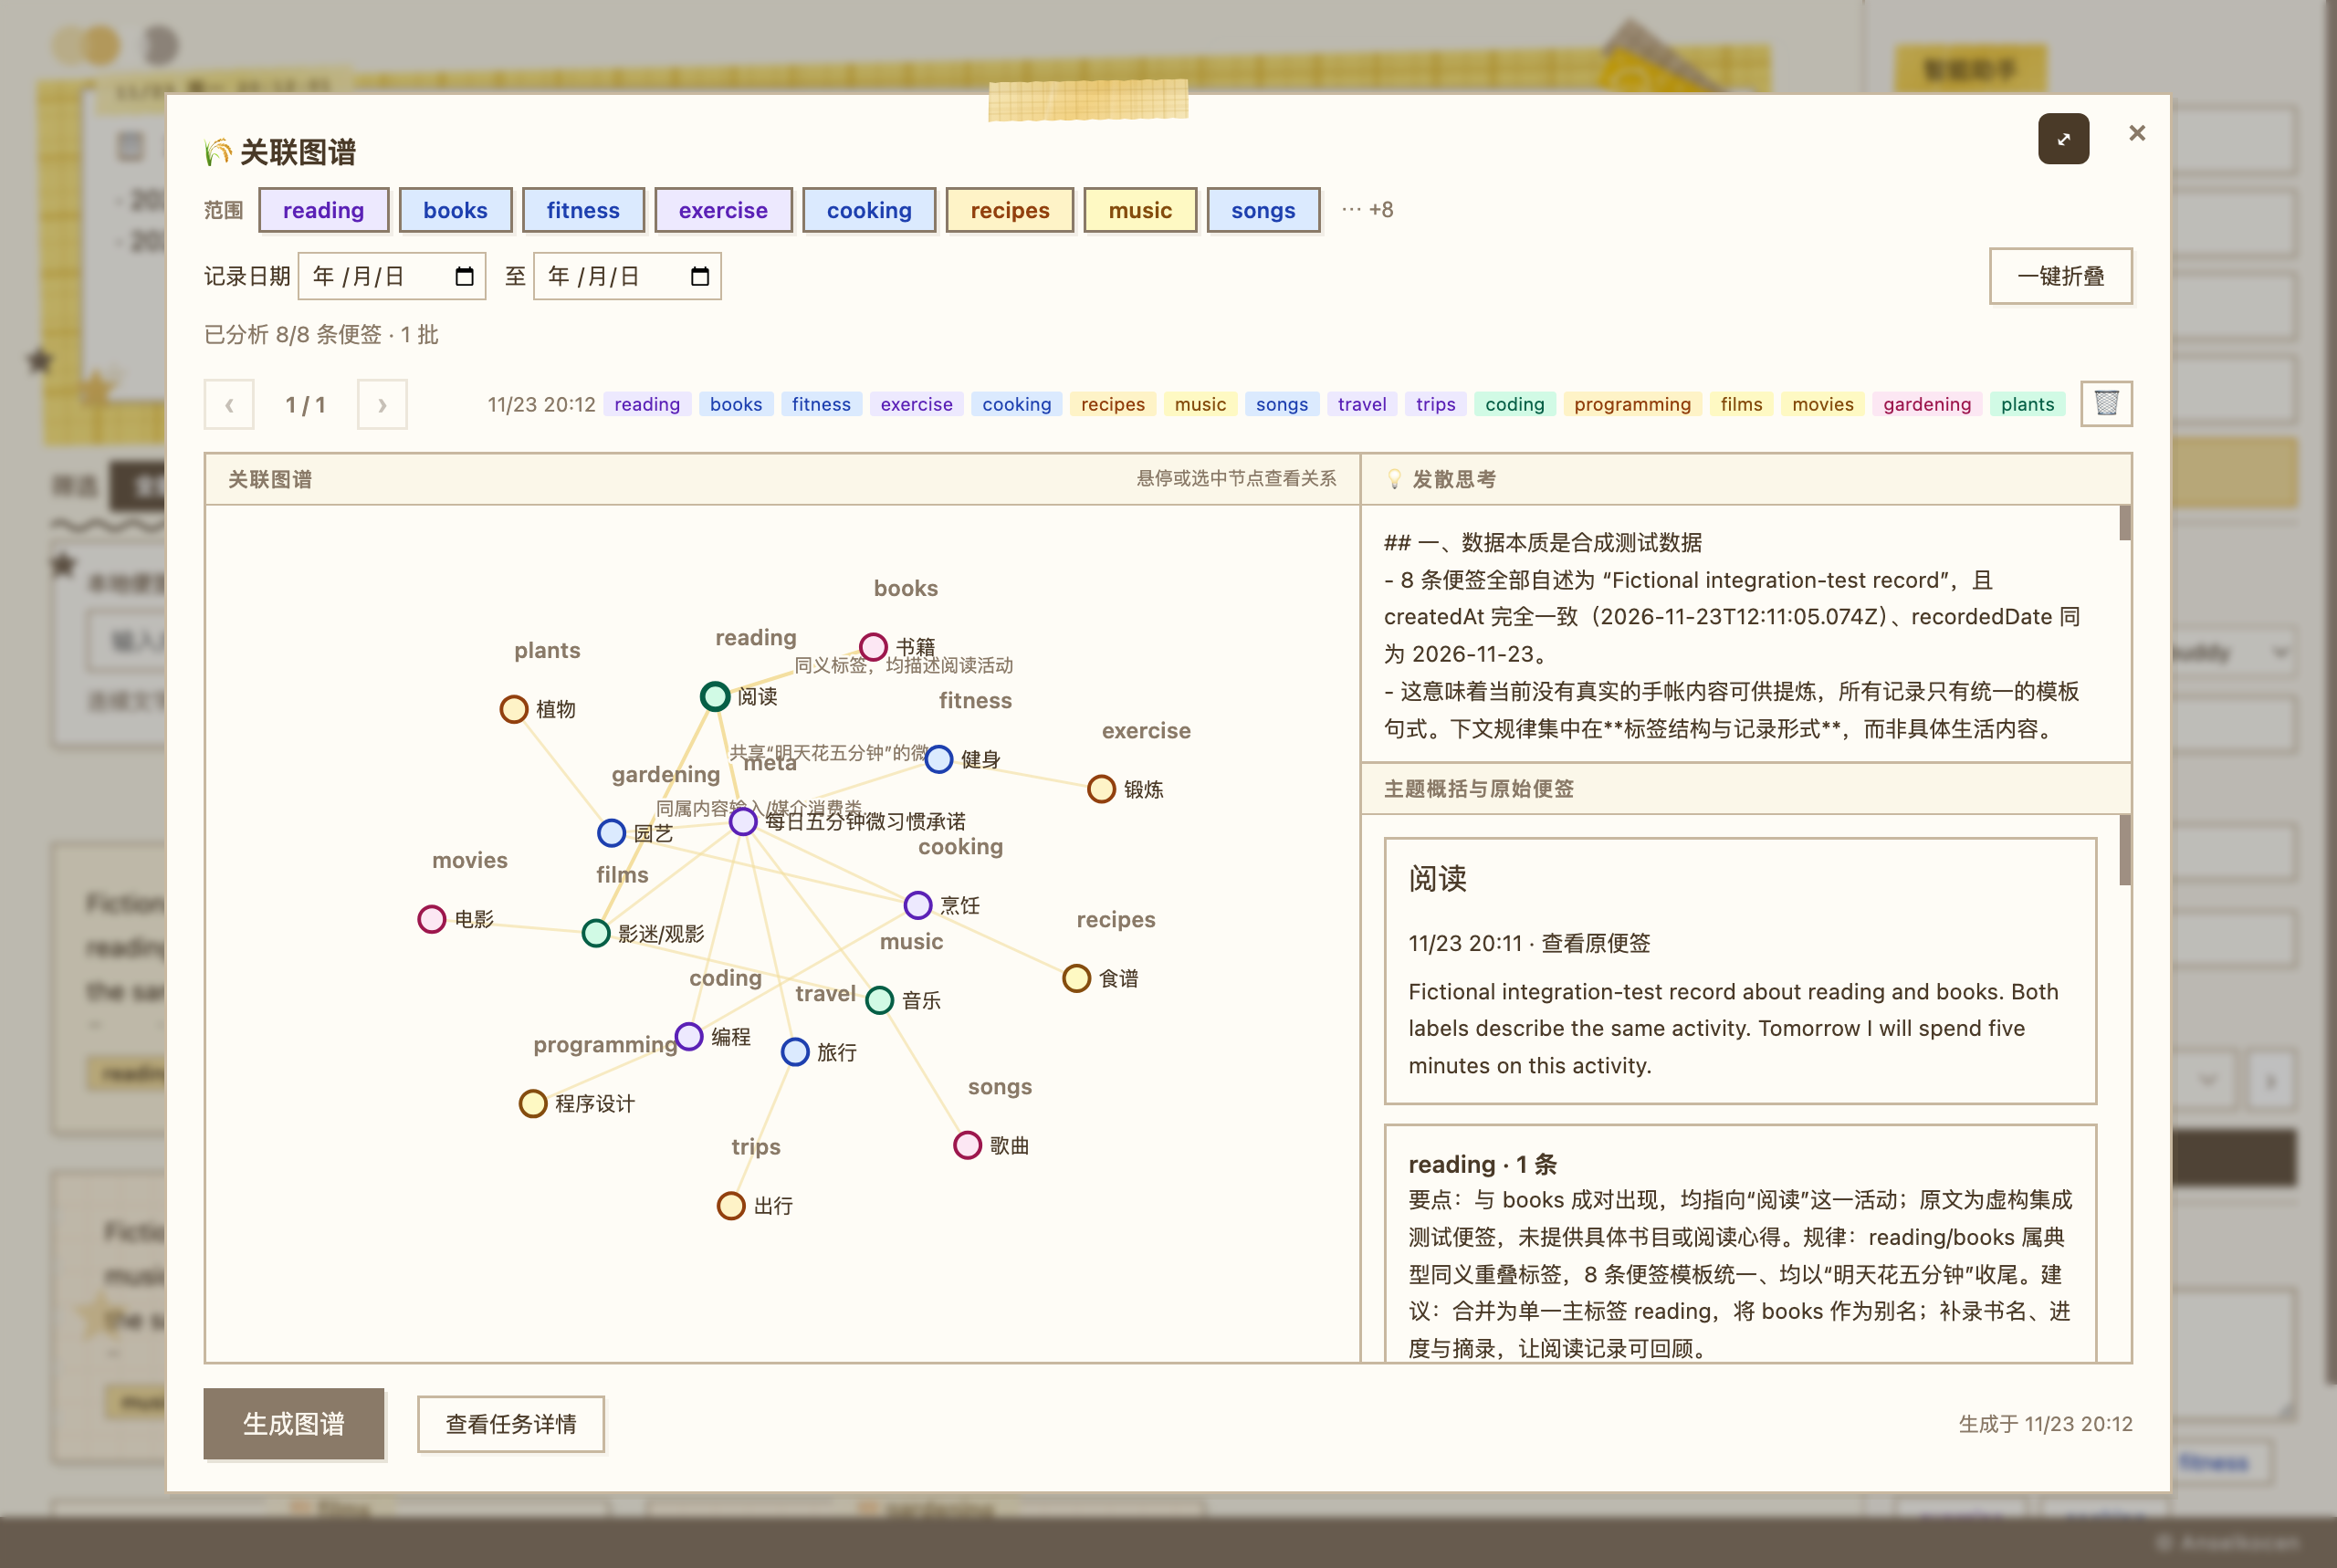 智能助手
关联图谱
范围 reading books fitness exercise cooking recipes music songs ··· +8
记录日期 年 /月/日 至 年 /月/日 一键折叠
已分析 8/8 条便签 · 1 批
‹ 1 / 1 › 11/23 20:12 reading books fitness exercise cooking recipes music songs travel trips coding programming films movies gardening plants
关联图谱 悬停或选中节点查看关系
books
书籍
reading
同义标签，均描述阅读活动
阅读
plants
植物
fitness
健身
exercise
锻炼
共享“明天花五分钟”的微
meta
gardening
同属内容输入/媒介消费类
每日五分钟微习惯承诺
园艺
cooking
烹饪
movies
电影
films
影迷/观影
recipes
食谱
music
音乐
coding
编程
travel
旅行
programming
程序设计
songs
歌曲
trips
出行
💡 发散思考
## 一、数据本质是合成测试数据
- 8 条便签全部自述为 “Fictional integration-test record”，且
createdAt 完全一致（2026-11-23T12:11:05.074Z）、recordedDate 同
为 2026-11-23。
- 这意味着当前没有真实的手帐内容可供提炼，所有记录只有统一的模板
句式。下文规律集中在**标签结构与记录形式**，而非具体生活内容。
主题概括与原始便签
阅读
11/23 20:11 · 查看原便签
Fictional integration-test record about reading and books. Both
labels describe the same activity. Tomorrow I will spend five
minutes on this activity.
reading · 1 条
要点：与 books 成对出现，均指向“阅读”这一活动；原文为虚构集成
测试便签，未提供具体书目或阅读心得。规律：reading/books 属典
型同义重叠标签，8 条便签模板统一、均以“明天花五分钟”收尾。建
议：合并为单一主标签 reading，将 books 作为别名；补录书名、进
度与摘录，让阅读记录可回顾。
生成图谱 查看任务详情 生成于 11/23 20:12
fitness